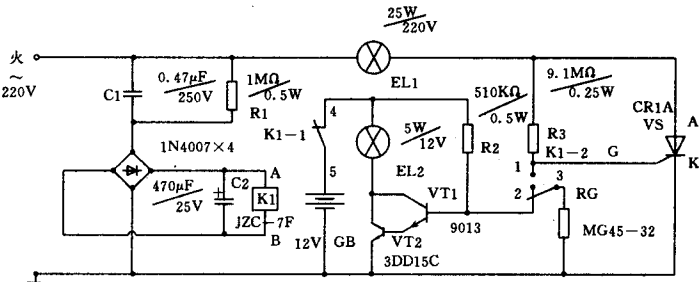 25W/220V
火
~
220V
C1
0.47μF/250V
1MΩ/0.5W
R1
EL1
9.1MΩ/0.25W
510KΩ/0.5W
CR1A
VS
A
K
4
K1-1
5W/12V
EL2
R2
R3
K1-2
G
1N4007×4
470μF/25V
C2
+
A
K1
JZC-7F
B
5
12V
GB
VT1
VT2
3DD15C
9013
1
2
3
RG
MG45-32